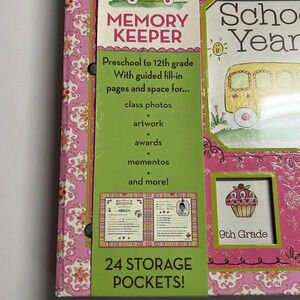 MEMORY
KEEPER
Preschool to 12th grade
With guided fill-in
pages and space for...
class photos
•
artwork
•
awards
•
mementos
•
and more!
24 STORAGE
POCKETS!
Schoo
Year
9th Grade